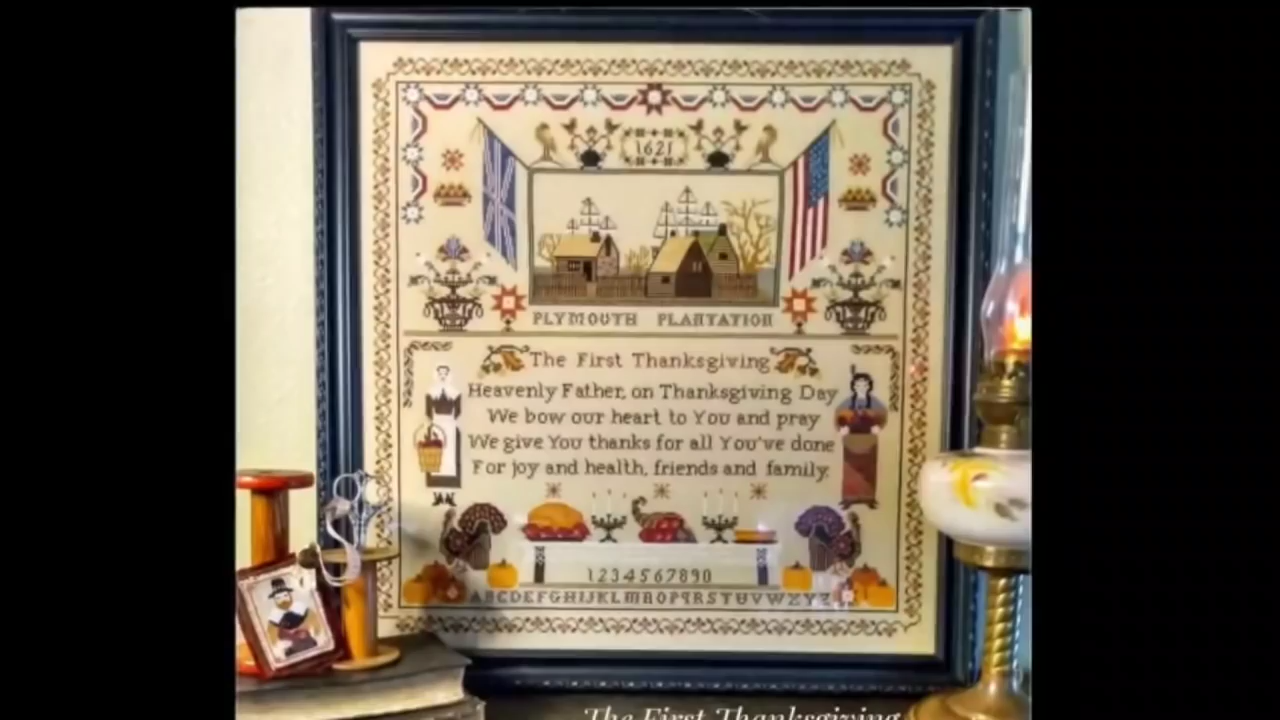 1621
PLYMOUTH PLANTATION
The First Thanksgiving
Heavenly Father, on Thanksgiving Day
We bow our heart to You and pray
We give You thanks for all You've done
For joy and health, friends and family.
1234567890
ABCDEFGHIJKLMNOPQRSTUVWXYZ
The First Thanksgiving